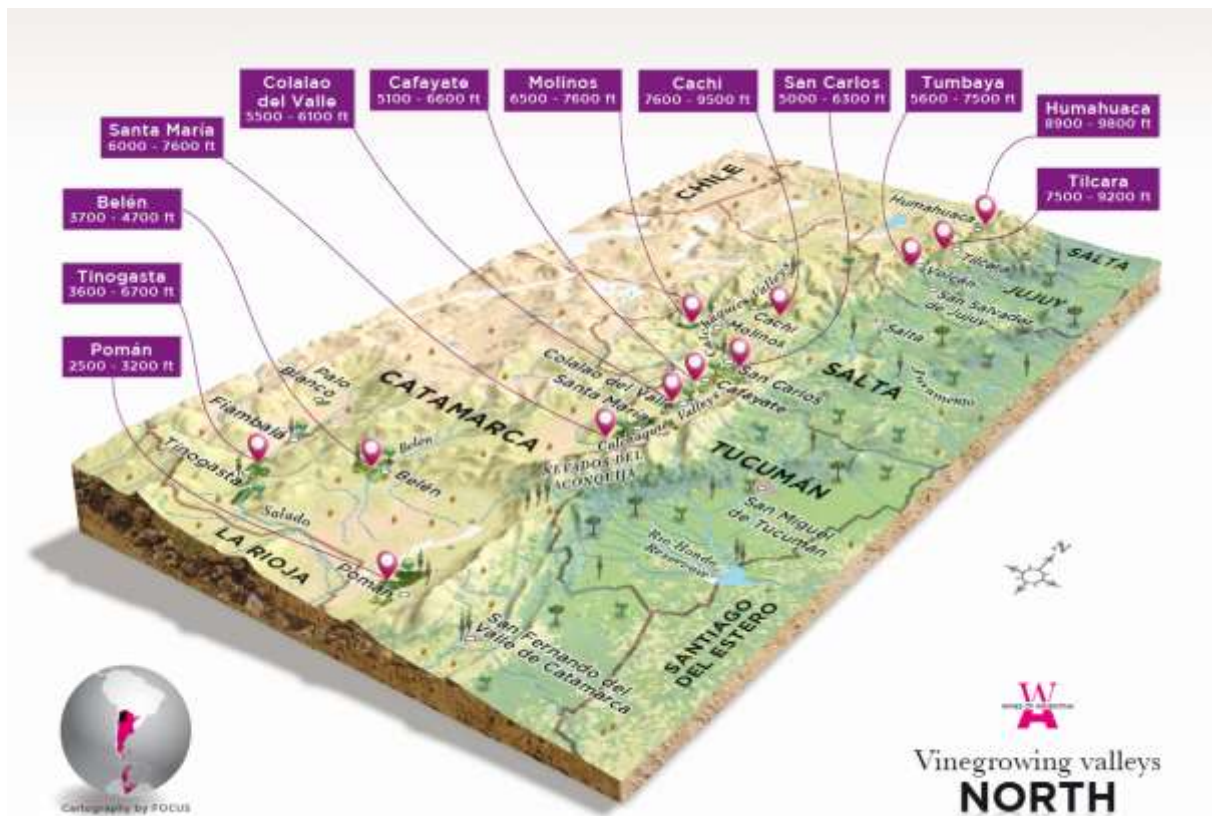 Colalao
del Valle
5500 - 6100 ft
Cafayate
5100 - 6600 ft
Molinos
6500 - 7600 ft
Cachi
7600 - 9500 ft
San Carlos
5000 - 6300 ft
Tumbaya
5600 - 7500 ft
Humahuaca
8900 - 9800 ft
Santa María
6000 - 7600 ft
Tilcara
7500 - 9200 ft
Belén
3700 - 4700 ft
Tinogasta
3600 - 6700 ft
Pomán
2500 - 3200 ft
CHILE
Humahuaca
Tilcara
Volcán
SALTA
JUJUY
San Salvador
de Jujuy
Salta
Valleys
Cachi
Molinos
San Carlos
Cafayate
SALTA
Colalao del Valle
Santa María
Calchaquíes Valleys
NEVADOS DEL
ACONQUIJA
CATAMARCA
Palo
Blanco
Fiambalá
Tinogasta
Belén
Belén
Salado
LA RIOJA
Pomán
TUCUMÁN
San Miguel
de Tucumán
Río Hondo
Reservoir
SANTIAGO
DEL ESTERO
San Fernando del
Valle de Catamarca
N
W
A
WINES OF ARGENTINA
Vinegrowing valleys
NORTH
Cartography by FOCUS